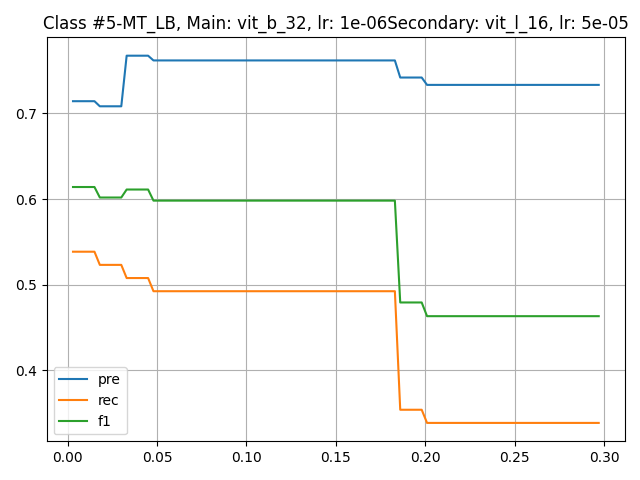 Class #5-MT_LB, Main: vit_b_32, lr: 1e-06Secondary: vit_l_16, lr: 5e-05
0.7
0.6
0.5
0.4
pre
rec
f1
0.00 0.05 0.10 0.15 0.20 0.25 0.30